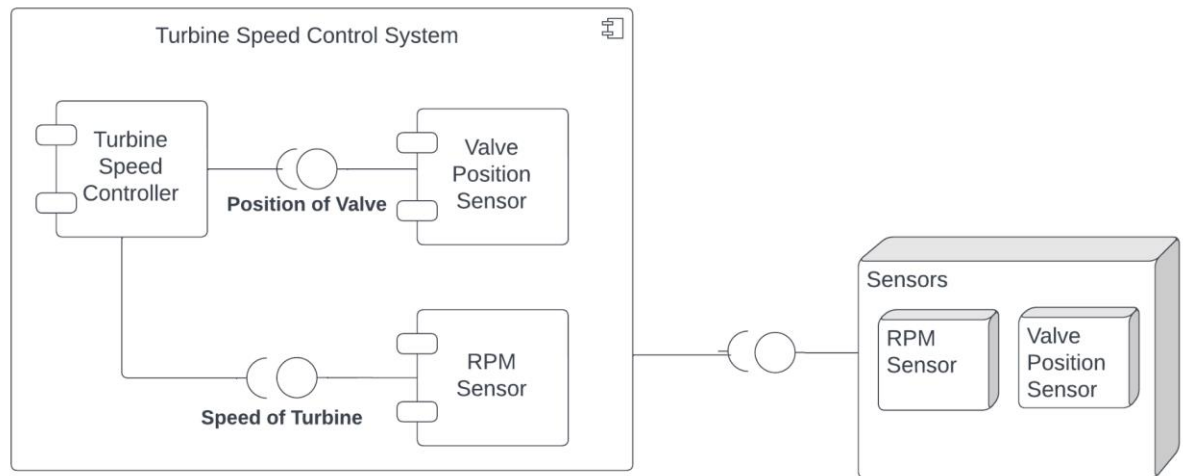 Turbine Speed Control System
Turbine
Speed
Controller
Position of Valve
Valve
Position
Sensor
Speed of Turbine
RPM
Sensor
Sensors
RPM
Sensor
Valve
Position
Sensor